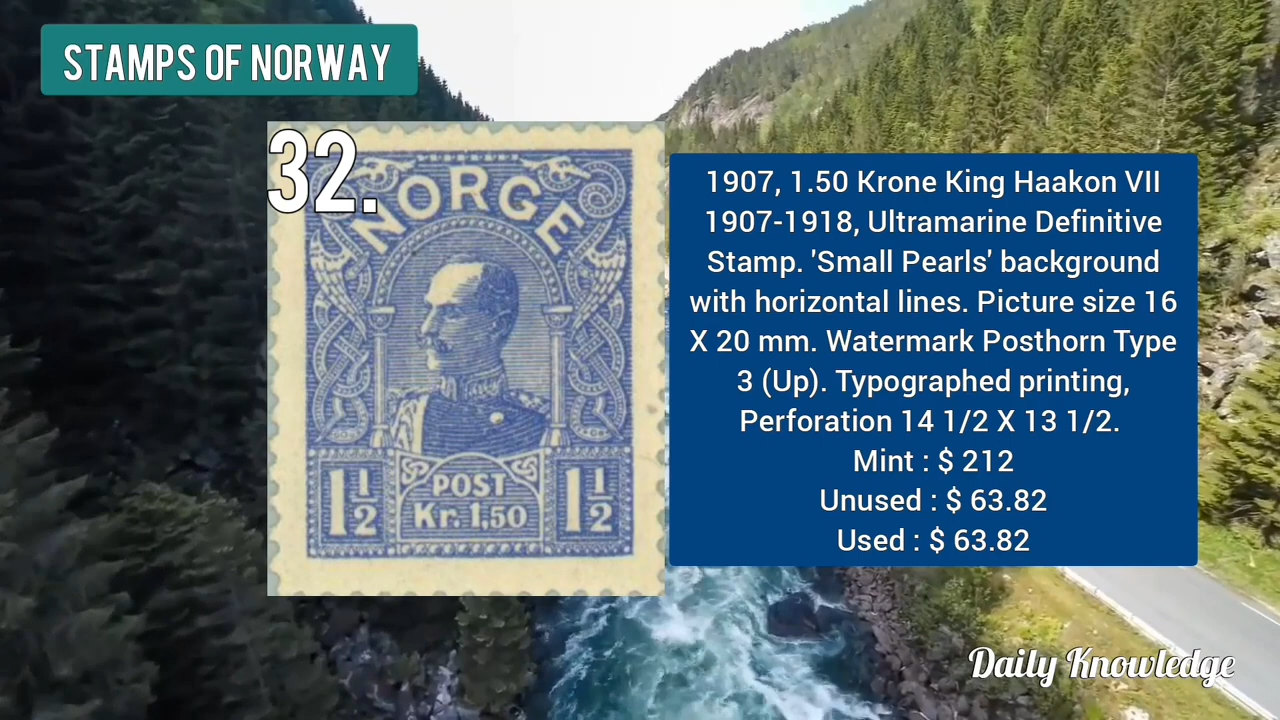 STAMPS OF NORWAY
32.
NORGE
1 1/2
POST
Kr. 1,50
1 1/2
1907, 1.50 Krone King Haakon VII
1907-1918, Ultramarine Definitive
Stamp. 'Small Pearls' background
with horizontal lines. Picture size 16
X 20 mm. Watermark Posthorn Type
3 (Up). Typographed printing,
Perforation 14 1/2 X 13 1/2.
Mint : $ 212
Unused : $ 63.82
Used : $ 63.82
Daily Knowledge